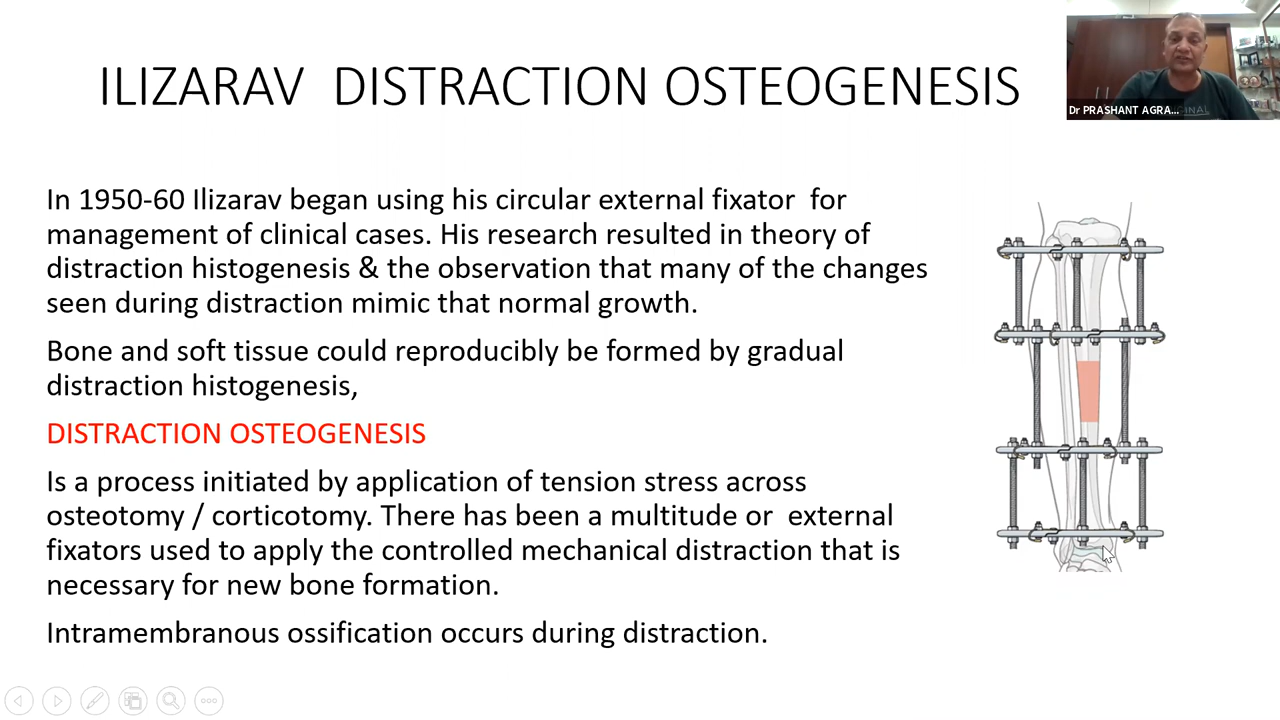 ILIZARAV DISTRACTION OSTEOGENESIS
Dr PRASHANT AGRA...
In 1950-60 Ilizarav began using his circular external fixator for
management of clinical cases. His research resulted in theory of
distraction histogenesis & the observation that many of the changes
seen during distraction mimic that normal growth.
Bone and soft tissue could reproducibly be formed by gradual
distraction histogenesis,
DISTRACTION OSTEOGENESIS
Is a process initiated by application of tension stress across
osteotomy / corticotomy. There has been a multitude or external
fixators used to apply the controlled mechanical distraction that is
necessary for new bone formation.
Intramembranous ossification occurs during distraction.